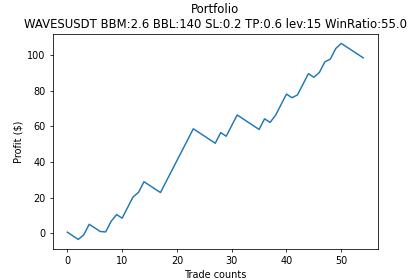 Portfolio
WAVESUSDT BBM:2.6 BBL:140 SL:0.2 TP:0.6 lev:15 WinRatio:55.0
Profit ($)
100
80
60
40
20
0
0 10 20 30 40 50
Trade counts